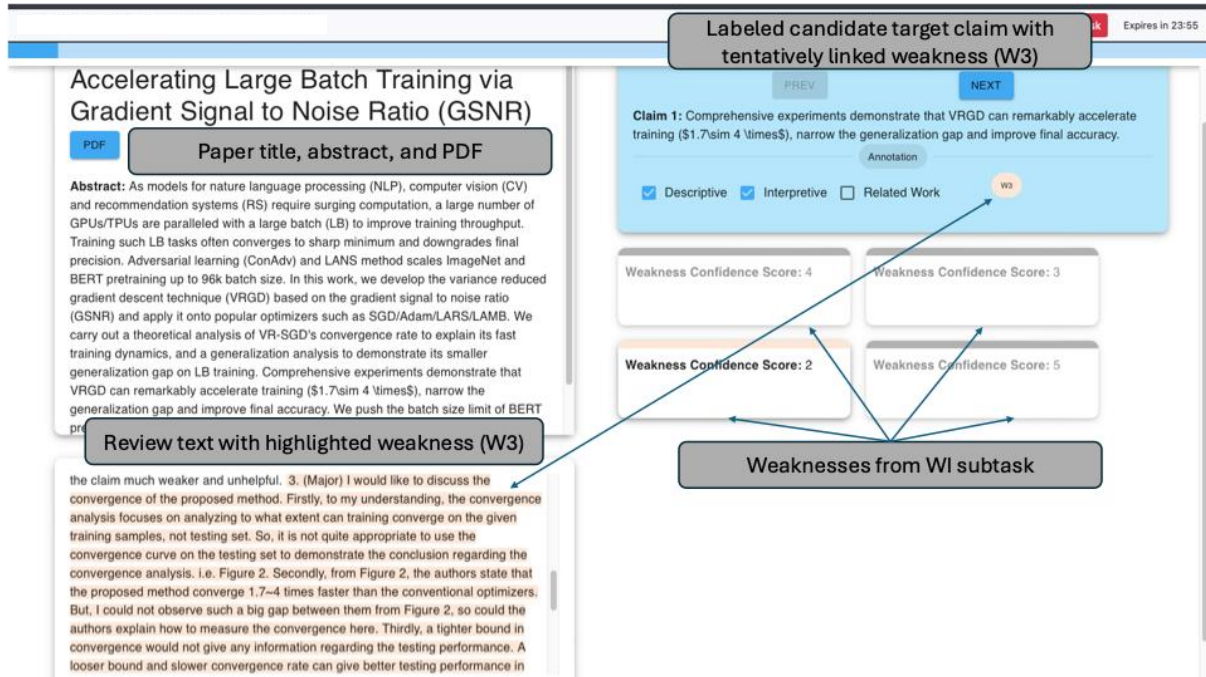 Labeled candidate target claim with
tentatively linked weakness (W3)
sk
Expires in 23:55
Accelerating Large Batch Training via
Gradient Signal to Noise Ratio (GSNR)
PDF
Paper title, abstract, and PDF
Abstract: As models for nature language processing (NLP), computer vision (CV)
and recommendation systems (RS) require surging computation, a large number of
GPUs/TPUs are paralleled with a large batch (LB) to improve training throughput.
Training such LB tasks often converges to sharp minimum and downgrades final
precision. Adversarial learning (ConAdv) and LANS method scales ImageNet and
BERT pretraining up to 96k batch size. In this work, we develop the variance reduced
gradient descent technique (VRGD) based on the gradient signal to noise ratio
(GSNR) and apply it onto popular optimizers such as SGD/Adam/LARS/LAMB. We
carry out a theoretical analysis of VR-SGD's convergence rate to explain its fast
training dynamics, and a generalization analysis to demonstrate its smaller
generalization gap on LB training. Comprehensive experiments demonstrate that
VRGD can remarkably accelerate training ($1.7\sim 4 \times$), narrow the
generalization gap and improve final accuracy. We push the batch size limit of BERT
pre
Review text with highlighted weakness (W3)
the claim much weaker and unhelpful. 3. (Major) I would like to discuss the
convergence of the proposed method. Firstly, to my understanding, the convergence
analysis focuses on analyzing to what extent can training converge on the given
training samples, not testing set. So, it is not quite appropriate to use the
convergence curve on the testing set to demonstrate the conclusion regarding the
convergence analysis. i.e. Figure 2. Secondly, from Figure 2, the authors state that
the proposed method converge 1.7~4 times faster than the conventional optimizers.
But, I could not observe such a big gap between them from Figure 2, so could the
authors explain how to measure the convergence here. Thirdly, a tighter bound in
convergence would not give any information regarding the testing performance. A
looser bound and slower convergence rate can give better testing performance in
PREV
NEXT
Claim 1: Comprehensive experiments demonstrate that VRGD can remarkably accelerate
training ($1.7\sim 4 \times$), narrow the generalization gap and improve final accuracy.
Annotation
Descriptive
Interpretive
Related Work
W3
Weakness Confidence Score: 4
Weakness Confidence Score: 3
Weakness Confidence Score: 2
Weakness Confidence Score: 5
Weaknesses from WI subtask